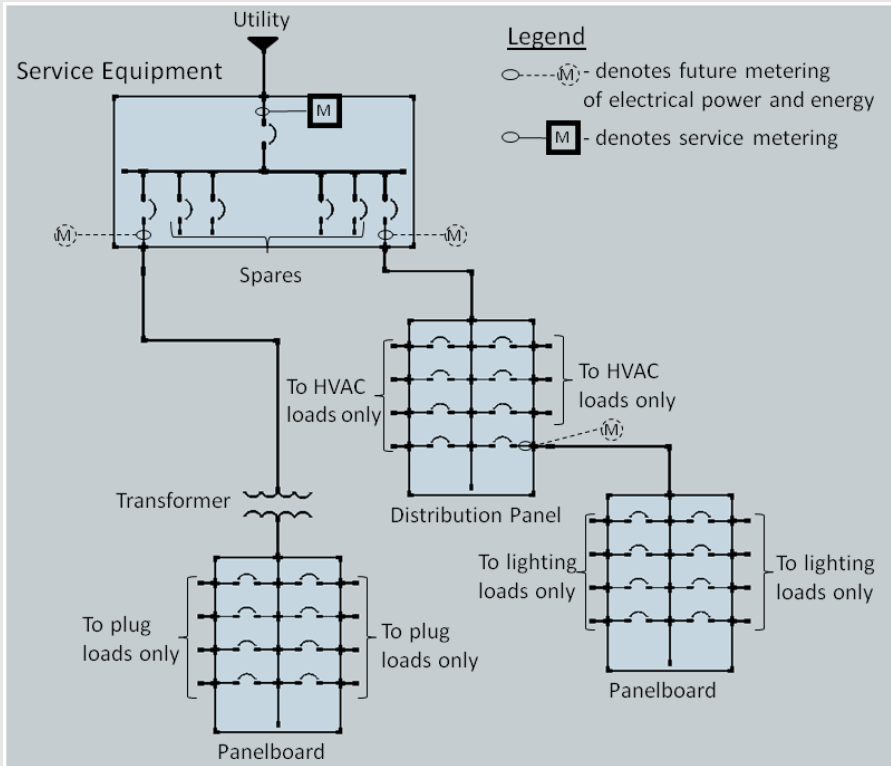 Utility
Service Equipment
M
Legend
M - denotes future metering
of electrical power and energy
M - denotes service metering
M
M
Spares
To HVAC
loads only
To HVAC
loads only
M
Transformer
Distribution Panel
To lighting
loads only
To lighting
loads only
To plug
loads only
To plug
loads only
Panelboard
Panelboard